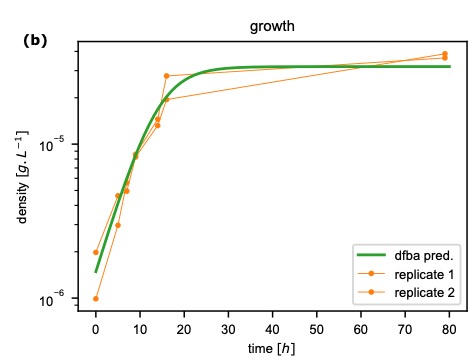 growth
(b)
density [g. L⁻¹]
10⁻⁵
10⁻⁶
dfba pred.
replicate 1
replicate 2
0 10 20 30 40 50 60 70 80
time [h]